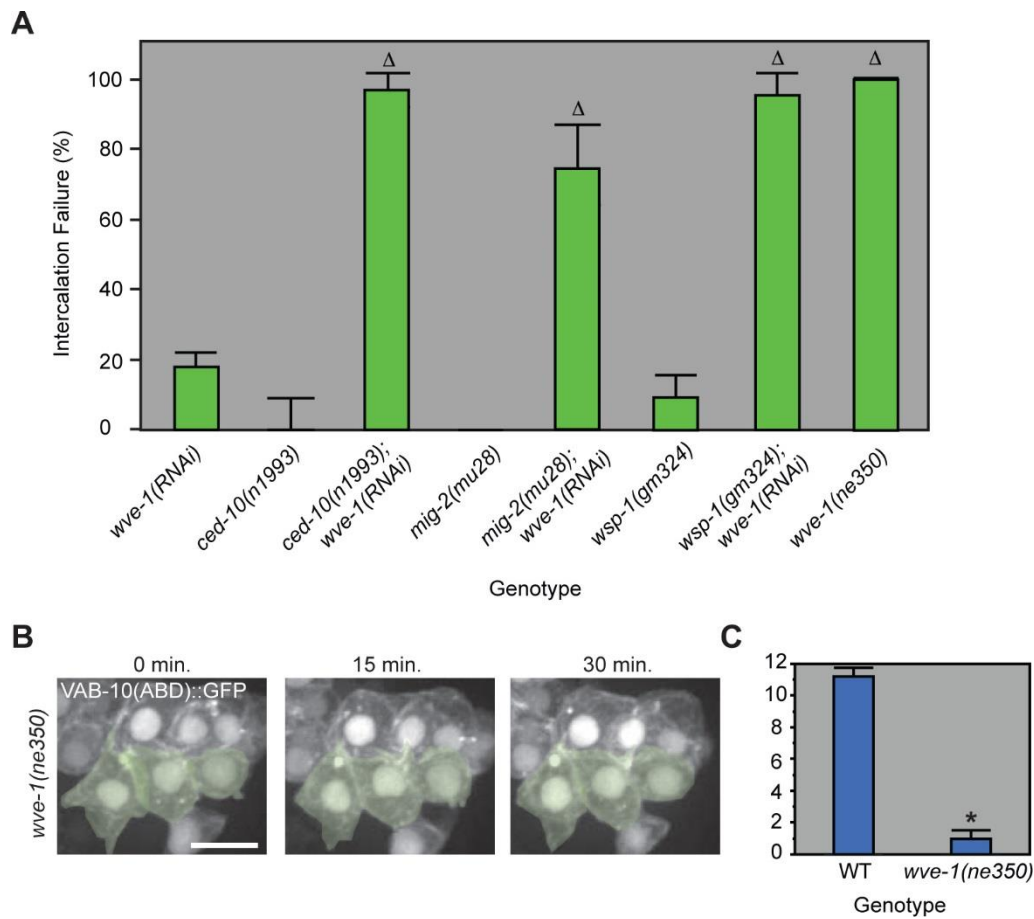 A
Intercalation Failure (%)
100
80
60
40
20
0
Δ
Δ
Δ
Δ
wve-1(RNAi)
ced-10(n1993)
ced-10(n1993);
wve-1(RNAi)
mig-2(mu28)
mig-2(mu28);
wve-1(RNAi)
wsp-1(gm324)
wsp-1(gm324);
wve-1(RNAi)
wve-1(ne350)
Genotype
B
0 min.
15 min.
30 min.
VAB-10(ABD)::GFP
wve-1(ne350)
C
12
10
8
6
4
2
0
*
WT
wve-1(ne350)
Genotype